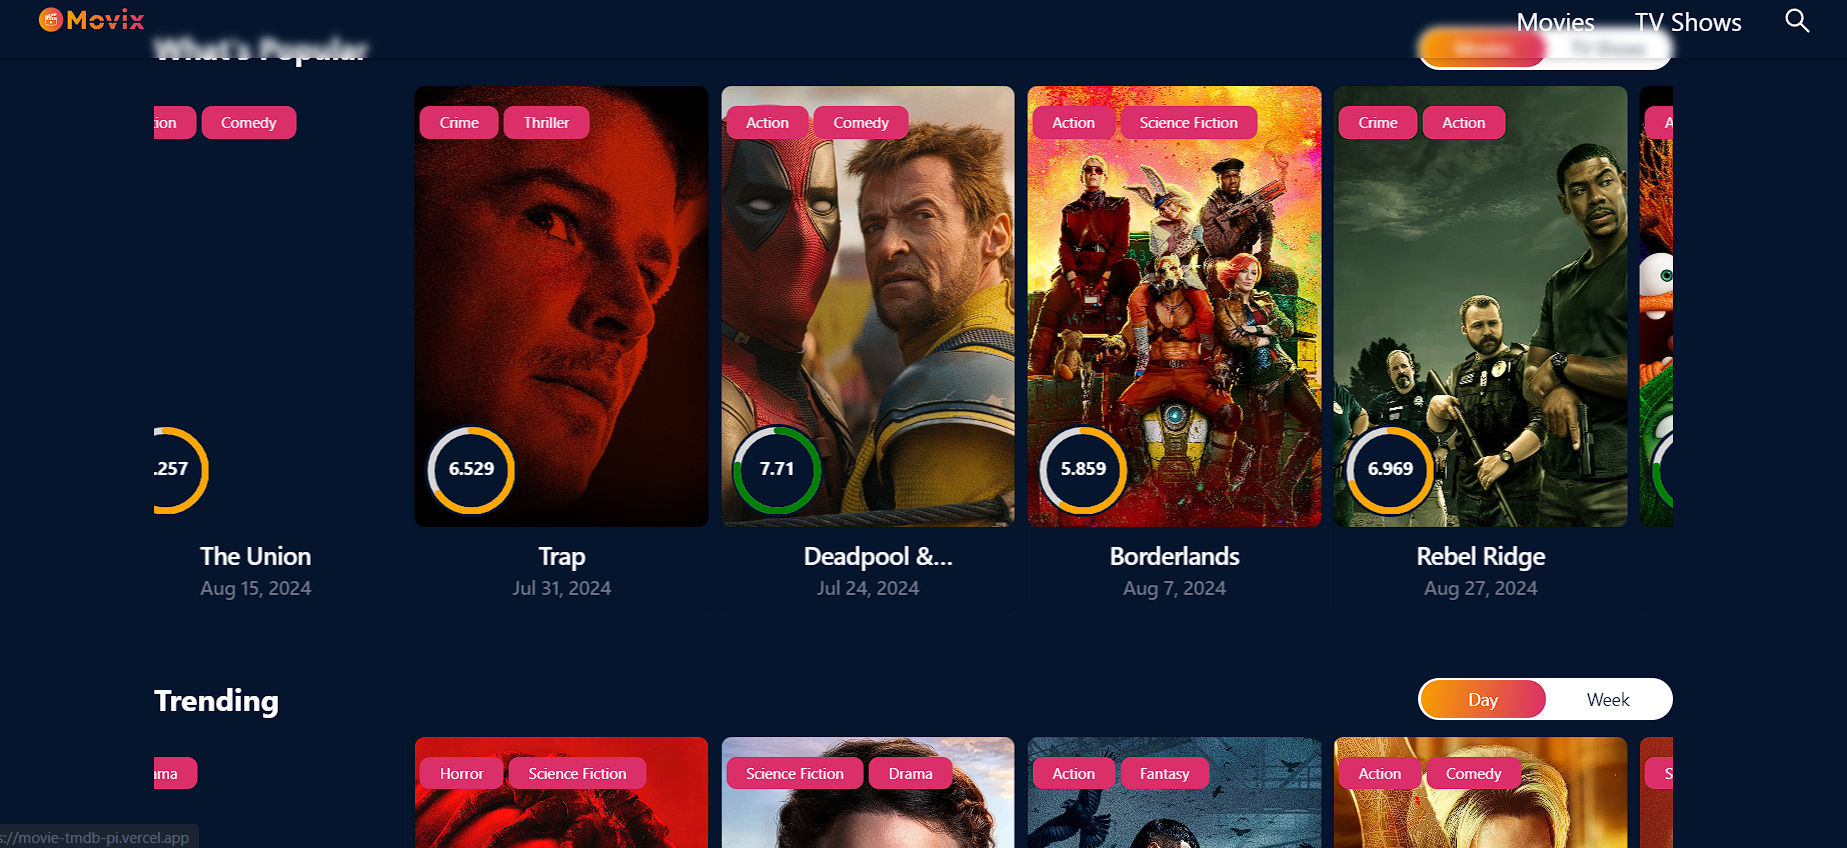 Movix
Movies TV Shows
What's Popular
Movies TV Shows
ion Comedy
Crime Thriller
Action Comedy
Action Science Fiction
Crime Action
A
.257
6.529
7.71
5.859
6.969
The Union
Aug 15, 2024
Trap
Jul 31, 2024
Deadpool &...
Jul 24, 2024
Borderlands
Aug 7, 2024
Rebel Ridge
Aug 27, 2024
Trending
Day Week
ama
Horror Science Fiction
Science Fiction Drama
Action Fantasy
Action Comedy
S
s://movie-tmdb-pi.vercel.app